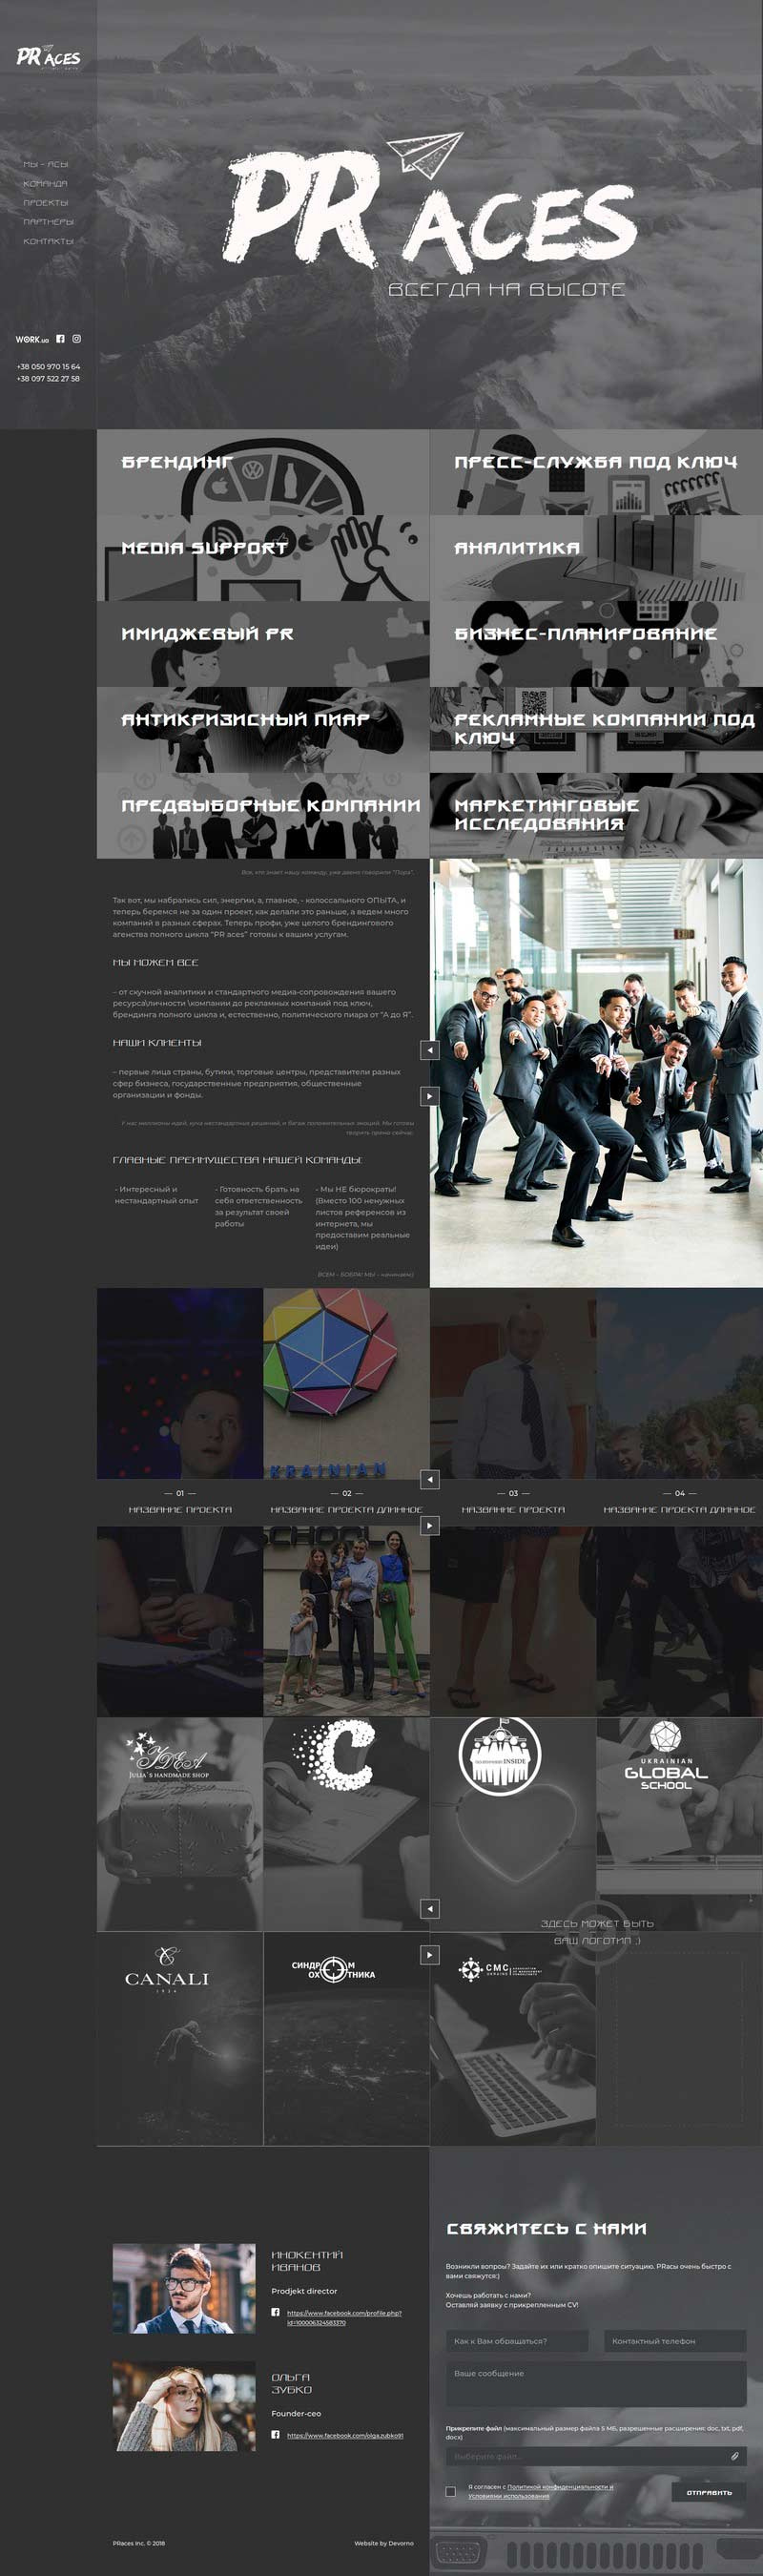 PR ACES
МЫ – АСЫ
КОМАНДА
ПРОЕКТЫ
ПАРТНЕРЫ
КОНТАКТЫ
WORK.ua
+38 050 970 15 64
+38 097 522 27 58
PR ACES
ВСЕГДА НА ВЫСОТЕ
БРЕНДИНГ
ПРЕСС-СЛУЖБА ПОД КЛЮЧ
MEDIA SUPPORT
АНАЛИТИКА
ИМИДЖЕВЫЙ PR
БИЗНЕС-ПЛАНИРОВАНИЕ
АНТИКРИЗИСНЫЙ ПИАР
РЕКЛАМНЫЕ КОМПАНИИ ПОД
КЛЮЧ
ПРЕДВЫБОРНЫЕ КОМПАНИИ
МАРКЕТИНГОВЫЕ
ИССЛЕДОВАНИЯ
Все, кто знает нашу команду, уже давно говорили "Пора".
Так вот, мы набрались сил, энергии, а, главное, - колоссального ОПЫТА, и
теперь беремся не за один проект, как делали это раньше, а ведем много
компаний в разных сферах. Теперь профи, уже целого брендингового
агенства полного цикла "PR aces" готовы к вашим услугам.
МЫ МОЖЕМ ВСЕ
– от скучной аналитики и стандартного медиа-сопровождения вашего
ресурса\личности \компании до рекламных компаний под ключ,
брендинга полного цикла и, естественно, политического пиара от "А до Я".
НАШИ КЛИЕНТЫ
– первые лица страны, бутики, торговые центры, представители разных
сфер бизнеса, государственные предприятия, общественные
организации и фонды.
У нас миллионы идей, куча нестандартных решений, и багаж положительных эмоций. Мы готовы
творить прямо сейчас.
ГЛАВНЫЕ ПРЕИМУЩЕСТВА НАШЕЙ КОМАНДЫ:
- Интересный и
нестандартный опыт
- Готовность брать на
себя ответственность
за результат своей
работы
- Мы НЕ бюрократы!
(Вместо 100 ненужных
листов референсов из
интернета, мы
предоставим реальные
идеи)
ВСЕМ – БОБРА! МЫ – начинаем:)
KRAINIAN
— 01 —
НАЗВАНИЕ ПРОЕКТА
— 02 —
НАЗВАНИЕ ПРОЕКТА ДЛИННОЕ
— 03 —
НАЗВАНИЕ ПРОЕКТА
— 04 —
НАЗВАНИЕ ПРОЕКТА ДЛИННОЕ
JULIA'S HANDMADE SHOP
INSIDE
UKRAINIAN
GLOBAL
SCHOOL
ЗДЕСЬ МОЖЕТ БЫТЬ
ВАШ ЛОГОТИП ;)
CANALI
1934
СИНДРОМ
ОХОТНИКА
CMC
СВЯЖИТЕСЬ С НАМИ
Возникли вопроы? Задайте их или кратко опишите ситуацию. PRасы очень быстро с
вами свяжутся:)
Хочешь работать с нами?
Оставляй заявку с прикрепленным CV!
Как к Вам обращаться?
Контактный телефон
Ваше сообщение
Прикрепите файл (максимальный размер файла 5 МБ, разрешенные расширения: doc, txt, pdf,
docx)
Выберите файл...
Я согласен с Политикой конфиденциальности и
Условиями использования
ОТПРАВИТЬ
ИНОКЕНТИЙ
ИВАНОВ
Prodjekt director
https://www.facebook.com/profile.php?
id=100006324583370
ОЛЬГА
ЗУБКО
Founder-ceo
https://www.facebook.com/olga.zubko91
PRaces Inc. © 2018
Website by Devorno